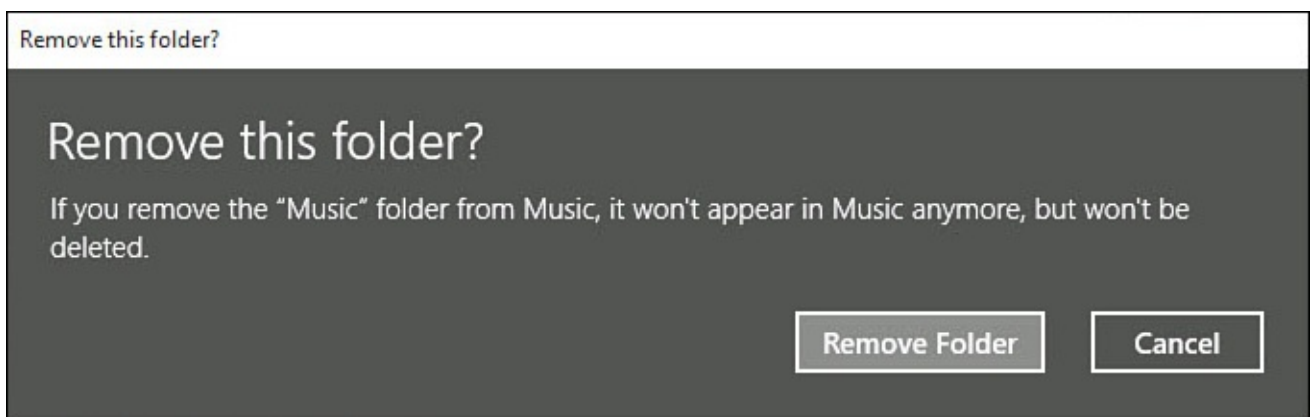 Remove this folder?
Remove this folder?
If you remove the “Music” folder from Music, it won't appear in Music anymore, but won't be
deleted.
Remove Folder
Cancel